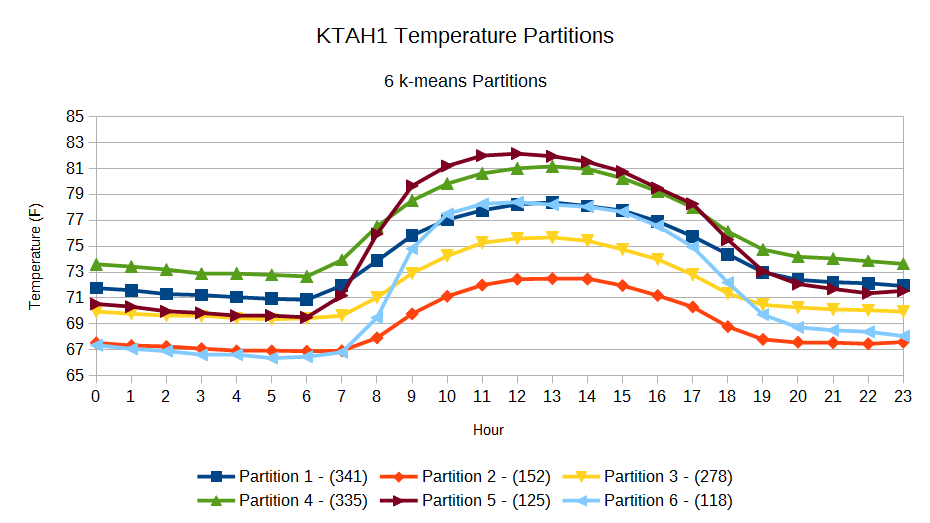 KTAH1 Temperature Partitions
6 k-means Partitions
85
83
81
79
77
75
73
71
69
67
65
Temperature (F)
0 1 2 3 4 5 6 7 8 9 10 11 12 13 14 15 16 17 18 19 20 21 22 23
Hour
Partition 1 - (341) Partition 2 - (152) Partition 3 - (278)
Partition 4 - (335) Partition 5 - (125) Partition 6 - (118)